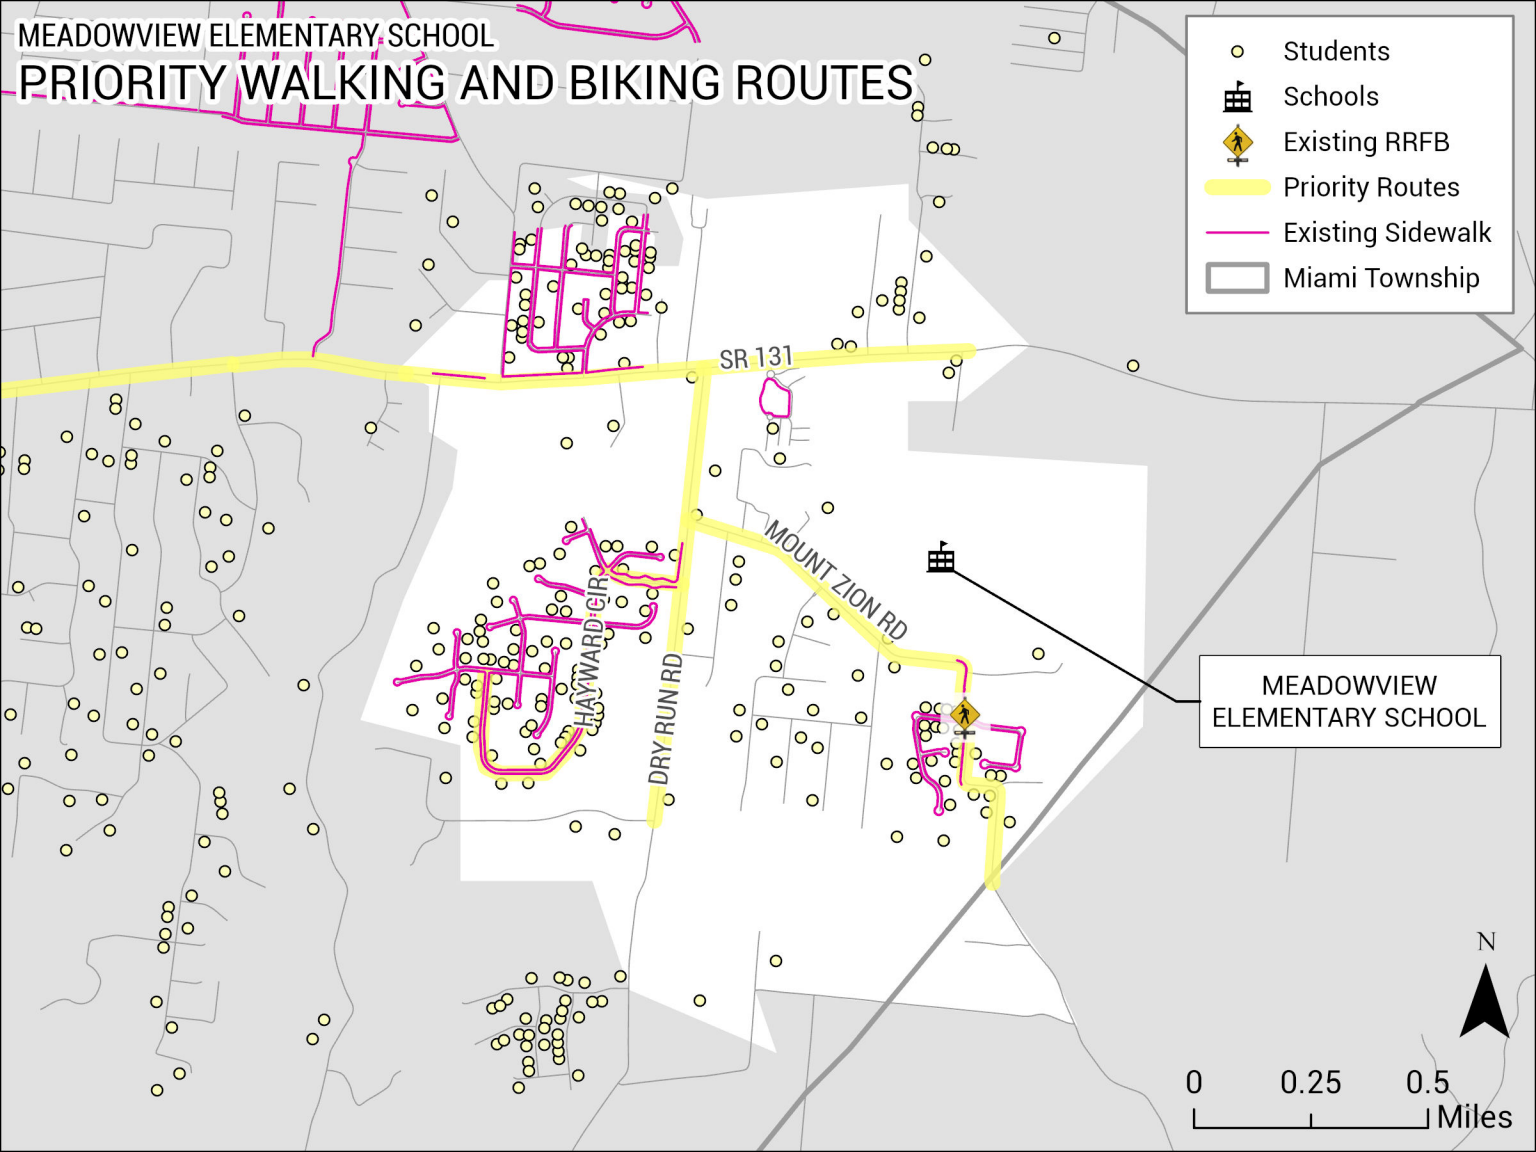 MEADOWVIEW ELEMENTARY SCHOOL
PRIORITY WALKING AND BIKING ROUTES
Students
Schools
Existing RRFB
Priority Routes
Existing Sidewalk
Miami Township
SR 131
MOUNT ZION RD
HAYWARD CIR
DRY RUN RD
MEADOWVIEW
ELEMENTARY SCHOOL
N
0 0.25 0.5
Miles